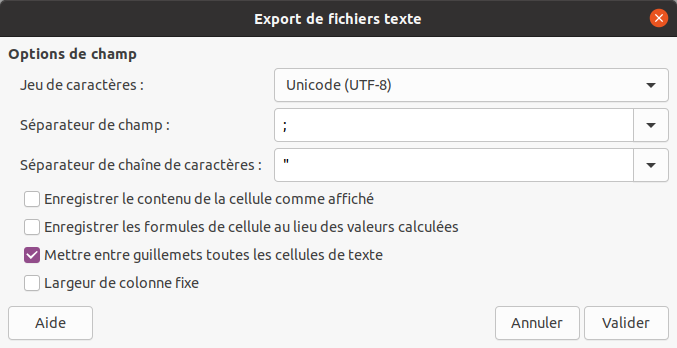 Export de fichiers texte
Options de champ
Jeu de caractères :
Unicode (UTF-8)
Séparateur de champ :
;
Séparateur de chaîne de caractères :
"
Enregistrer le contenu de la cellule comme affiché
Enregistrer les formules de cellule au lieu des valeurs calculées
Mettre entre guillemets toutes les cellules de texte
Largeur de colonne fixe
Aide
Annuler
Valider